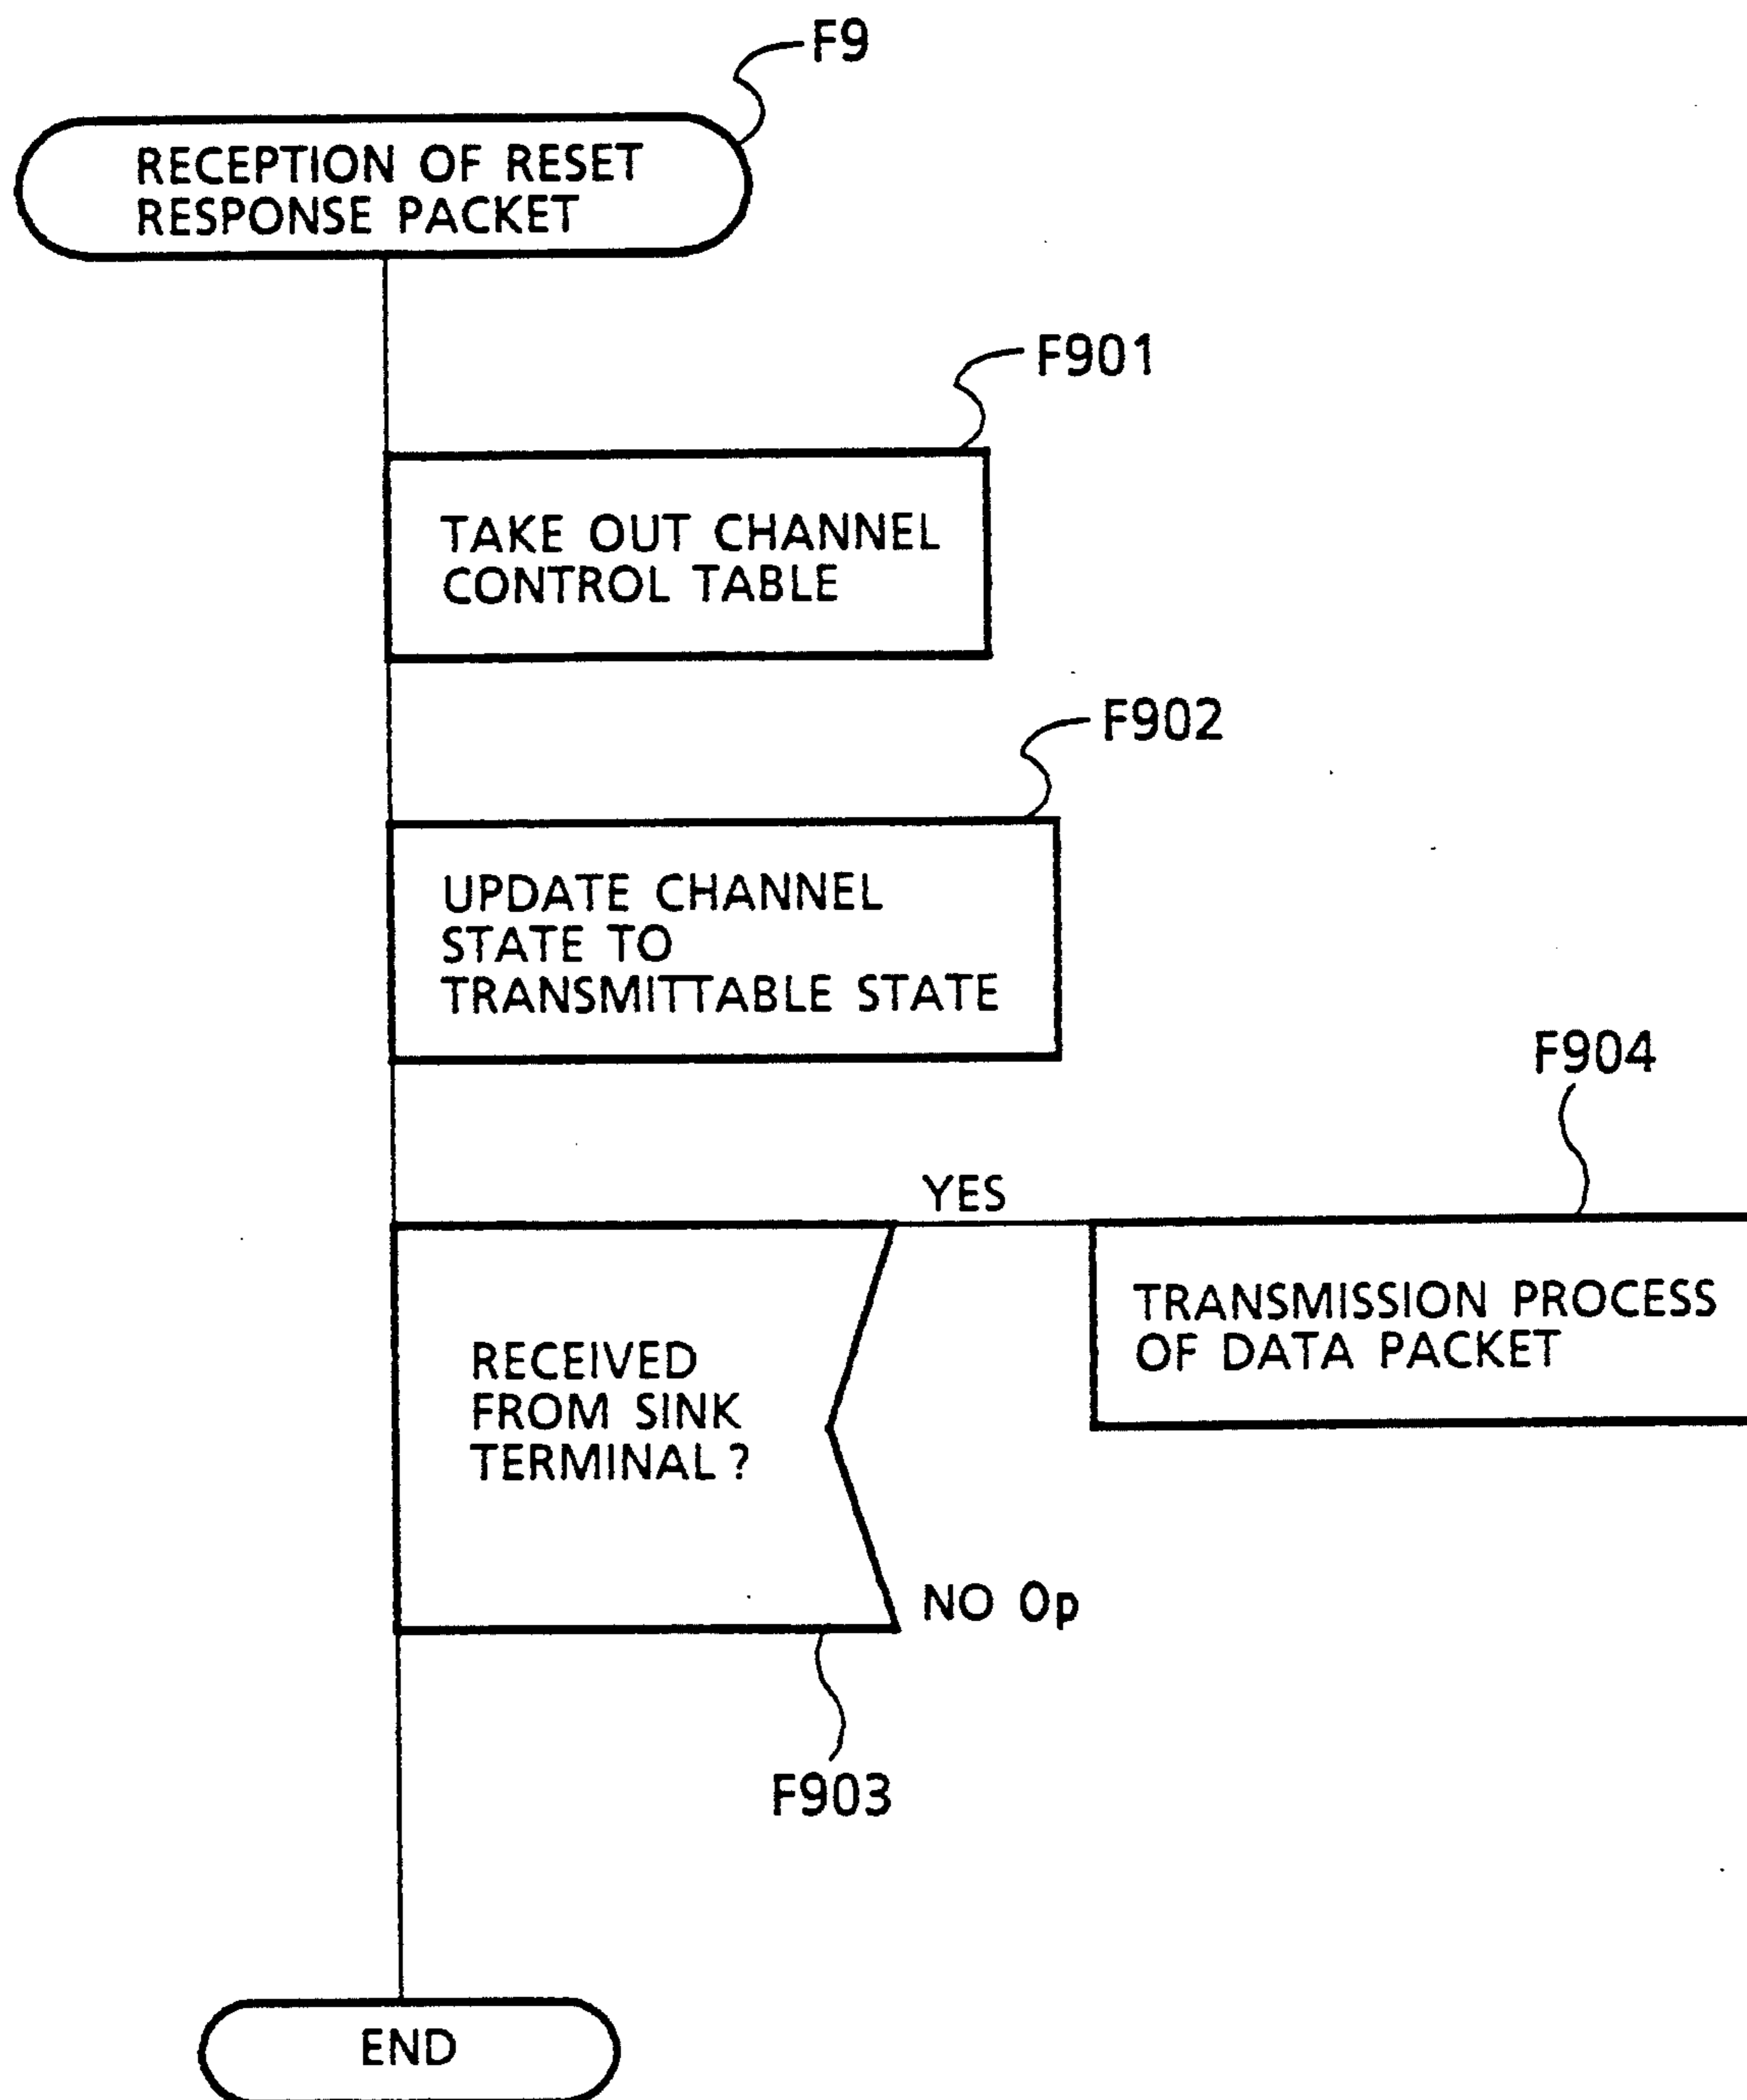 F9
RECEPTION OF RESET
RESPONSE PACKET
F901
TAKE OUT CHANNEL
CONTROL TABLE
F902
UPDATE CHANNEL
STATE TO
TRANSMITTABLE STATE
F904
YES
TRANSMISSION PROCESS
OF DATA PACKET
RECEIVED
FROM SINK
TERMINAL?
NO Op
F903
END